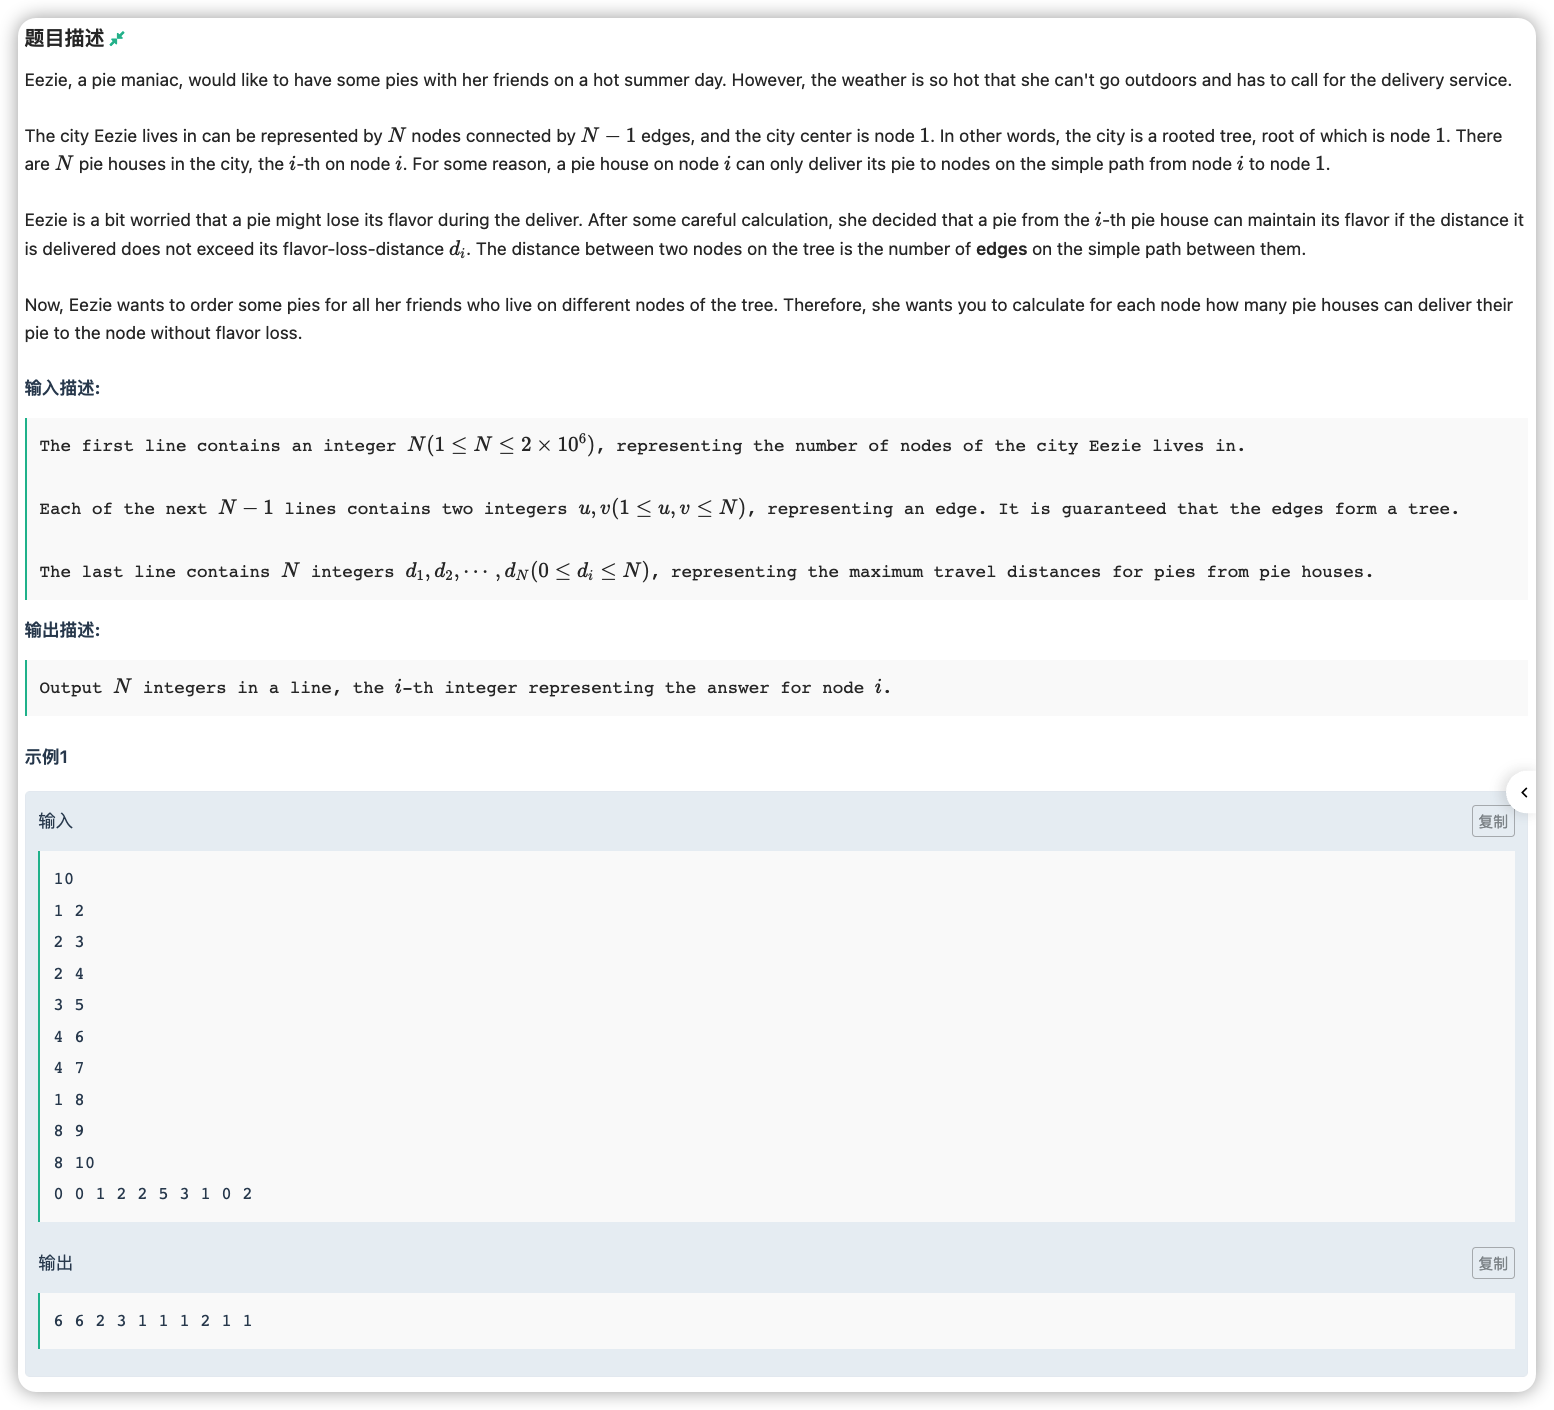 题目描述
Eezie, a pie maniac, would like to have some pies with her friends on a hot summer day. However, the weather is so hot that she can't go outdoors and has to call for the delivery service.
The city Eezie lives in can be represented by N nodes connected by N − 1 edges, and the city center is node 1. In other words, the city is a rooted tree, root of which is node 1. There
are N pie houses in the city, the i-th on node i. For some reason, a pie house on node i can only deliver its pie to nodes on the simple path from node i to node 1.
Eezie is a bit worried that a pie might lose its flavor during the deliver. After some careful calculation, she decided that a pie from the i-th pie house can maintain its flavor if the distance it
is delivered does not exceed its flavor-loss-distance d_i. The distance between two nodes on the tree is the number of edges on the simple path between them.
Now, Eezie wants to order some pies for all her friends who live on different nodes of the tree. Therefore, she wants you to calculate for each node how many pie houses can deliver their
pie to the node without flavor loss.
输入描述:
The first line contains an integer N(1 ≤ N ≤ 2 × 10^6), representing the number of nodes of the city Eezie lives in.
Each of the next N − 1 lines contains two integers u, v(1 ≤ u, v ≤ N), representing an edge. It is guaranteed that the edges form a tree.
The last line contains N integers d_1, d_2, ⋯ , d_N(0 ≤ d_i ≤ N), representing the maximum travel distances for pies from pie houses.
输出描述:
Output N integers in a line, the i-th integer representing the answer for node i.
示例1
输入
复制
10
1 2
2 3
2 4
3 5
4 6
4 7
1 8
8 9
8 10
0 0 1 2 2 5 3 1 0 2
输出
复制
6 6 2 3 1 1 1 2 1 1